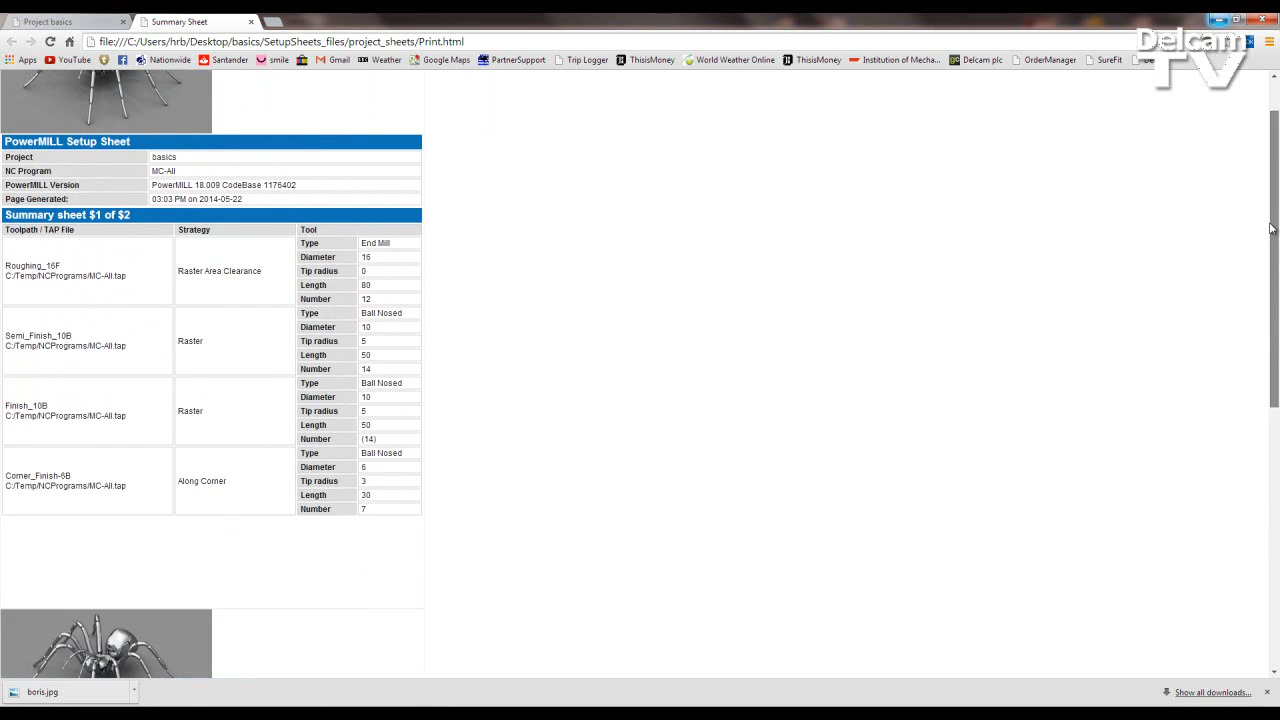 Project basics
Summary Sheet
file:///C:/Users/hrb/Desktop/basics/SetupSheets_files/project_sheets/Print.html
Delcam
TV
Apps YouTube Nationwide Santander smile Gmail Weather Google Maps PartnerSupport Trip Logger ThisisMoney World Weather Online ThisisMoney Institution of Mecha... Delcam plc OrderManager SureFit
PowerMILL Setup Sheet
Project basics
NC Program MC-All
PowerMILL Version PowerMILL 18.009 CodeBase 1176402
Page Generated: 03:03 PM on 2014-05-22
Summary sheet $1 of $2
Toolpath / TAP File Strategy Tool
Roughing_16F
C:/Temp/NCPrograms/MC-All.tap
Raster Area Clearance
Type End Mill
Diameter 16
Tip radius 0
Length 80
Number 12
Semi_Finish_10B
C:/Temp/NCPrograms/MC-All.tap
Raster
Type Ball Nosed
Diameter 10
Tip radius 5
Length 50
Number 14
Finish_10B
C:/Temp/NCPrograms/MC-All.tap
Raster
Type Ball Nosed
Diameter 10
Tip radius 5
Length 50
Number (14)
Corner_Finish-6B
C:/Temp/NCPrograms/MC-All.tap
Along Corner
Type Ball Nosed
Diameter 6
Tip radius 3
Length 30
Number 7
boris.jpg
Show all downloads...